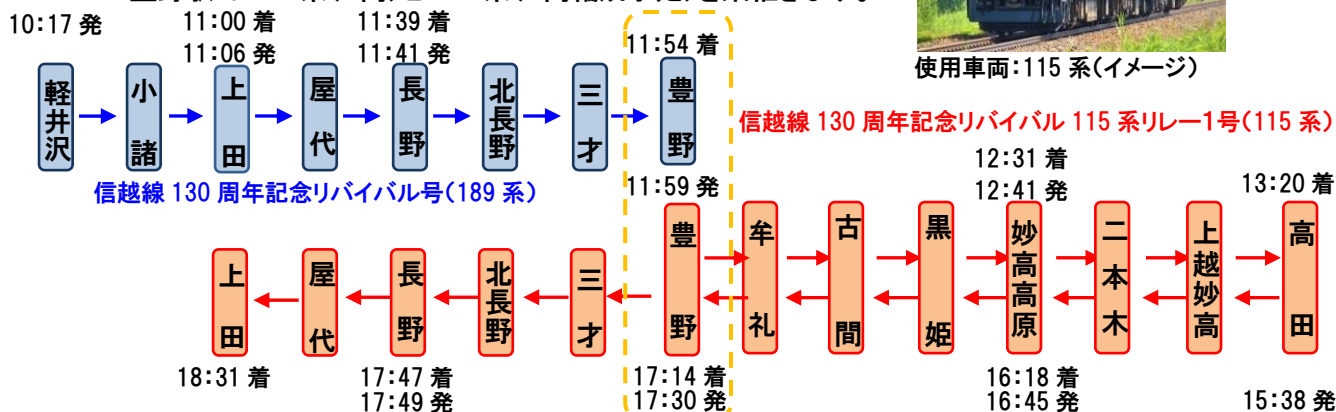 10:17 発
11:00 着
11:06 発
11:39 着
11:41 発
11:54 着
使用車両:115 系(イメージ)
軽井沢
小諸
上田
屋代
長野
北長野
三才
豊野
信越線 130 周年記念リバイバル号(189 系)
信越線 130 周年記念リバイバル 115 系リレー1号(115 系)
11:59 発
12:31 着
12:41 発
13:20 着
上田
屋代
長野
北長野
三才
豊野
牟礼
古間
黒姫
妙高高原
二本木
上越妙高
高田
18:31 着
17:47 着
17:49 発
17:14 着
17:30 発
16:18 着
16:45 発
15:38 発